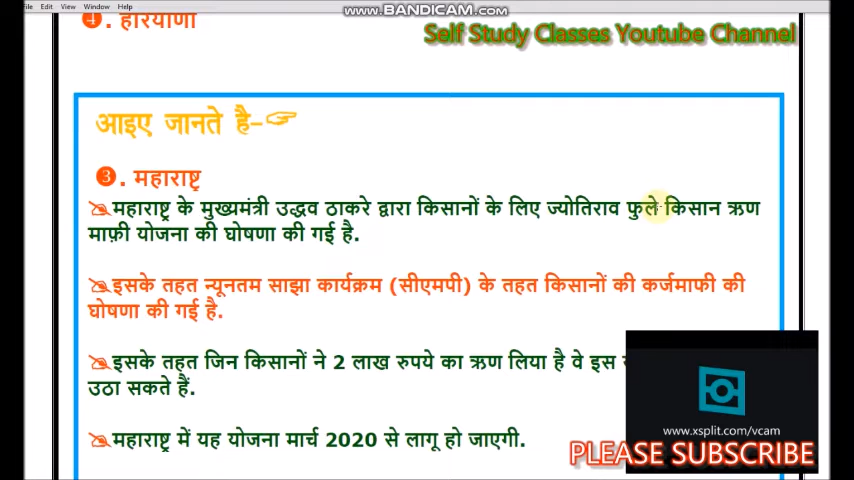 File Edit View Window Help
www.BANDICAM.com
❹. हरियाणा
Self Study Classes Youtube Channel
आइए जानते है-
❸. महाराष्ट्र
महाराष्ट्र के मुख्यमंत्री उद्धव ठाकरे द्वारा किसानों के लिए ज्योतिराव फुले किसान ऋण
माफ़ी योजना की घोषणा की गई है.
इसके तहत न्यूनतम साझा कार्यक्रम (सीएमपी) के तहत किसानों की कर्जमाफी की
घोषणा की गई है.
इसके तहत जिन किसानों ने 2 लाख रुपये का ऋण लिया है वे इस
उठा सकते हैं.
महाराष्ट्र में यह योजना मार्च 2020 से लागू हो जाएगी.
www.xsplit.com/vcam
PLEASE SUBSCRIBE